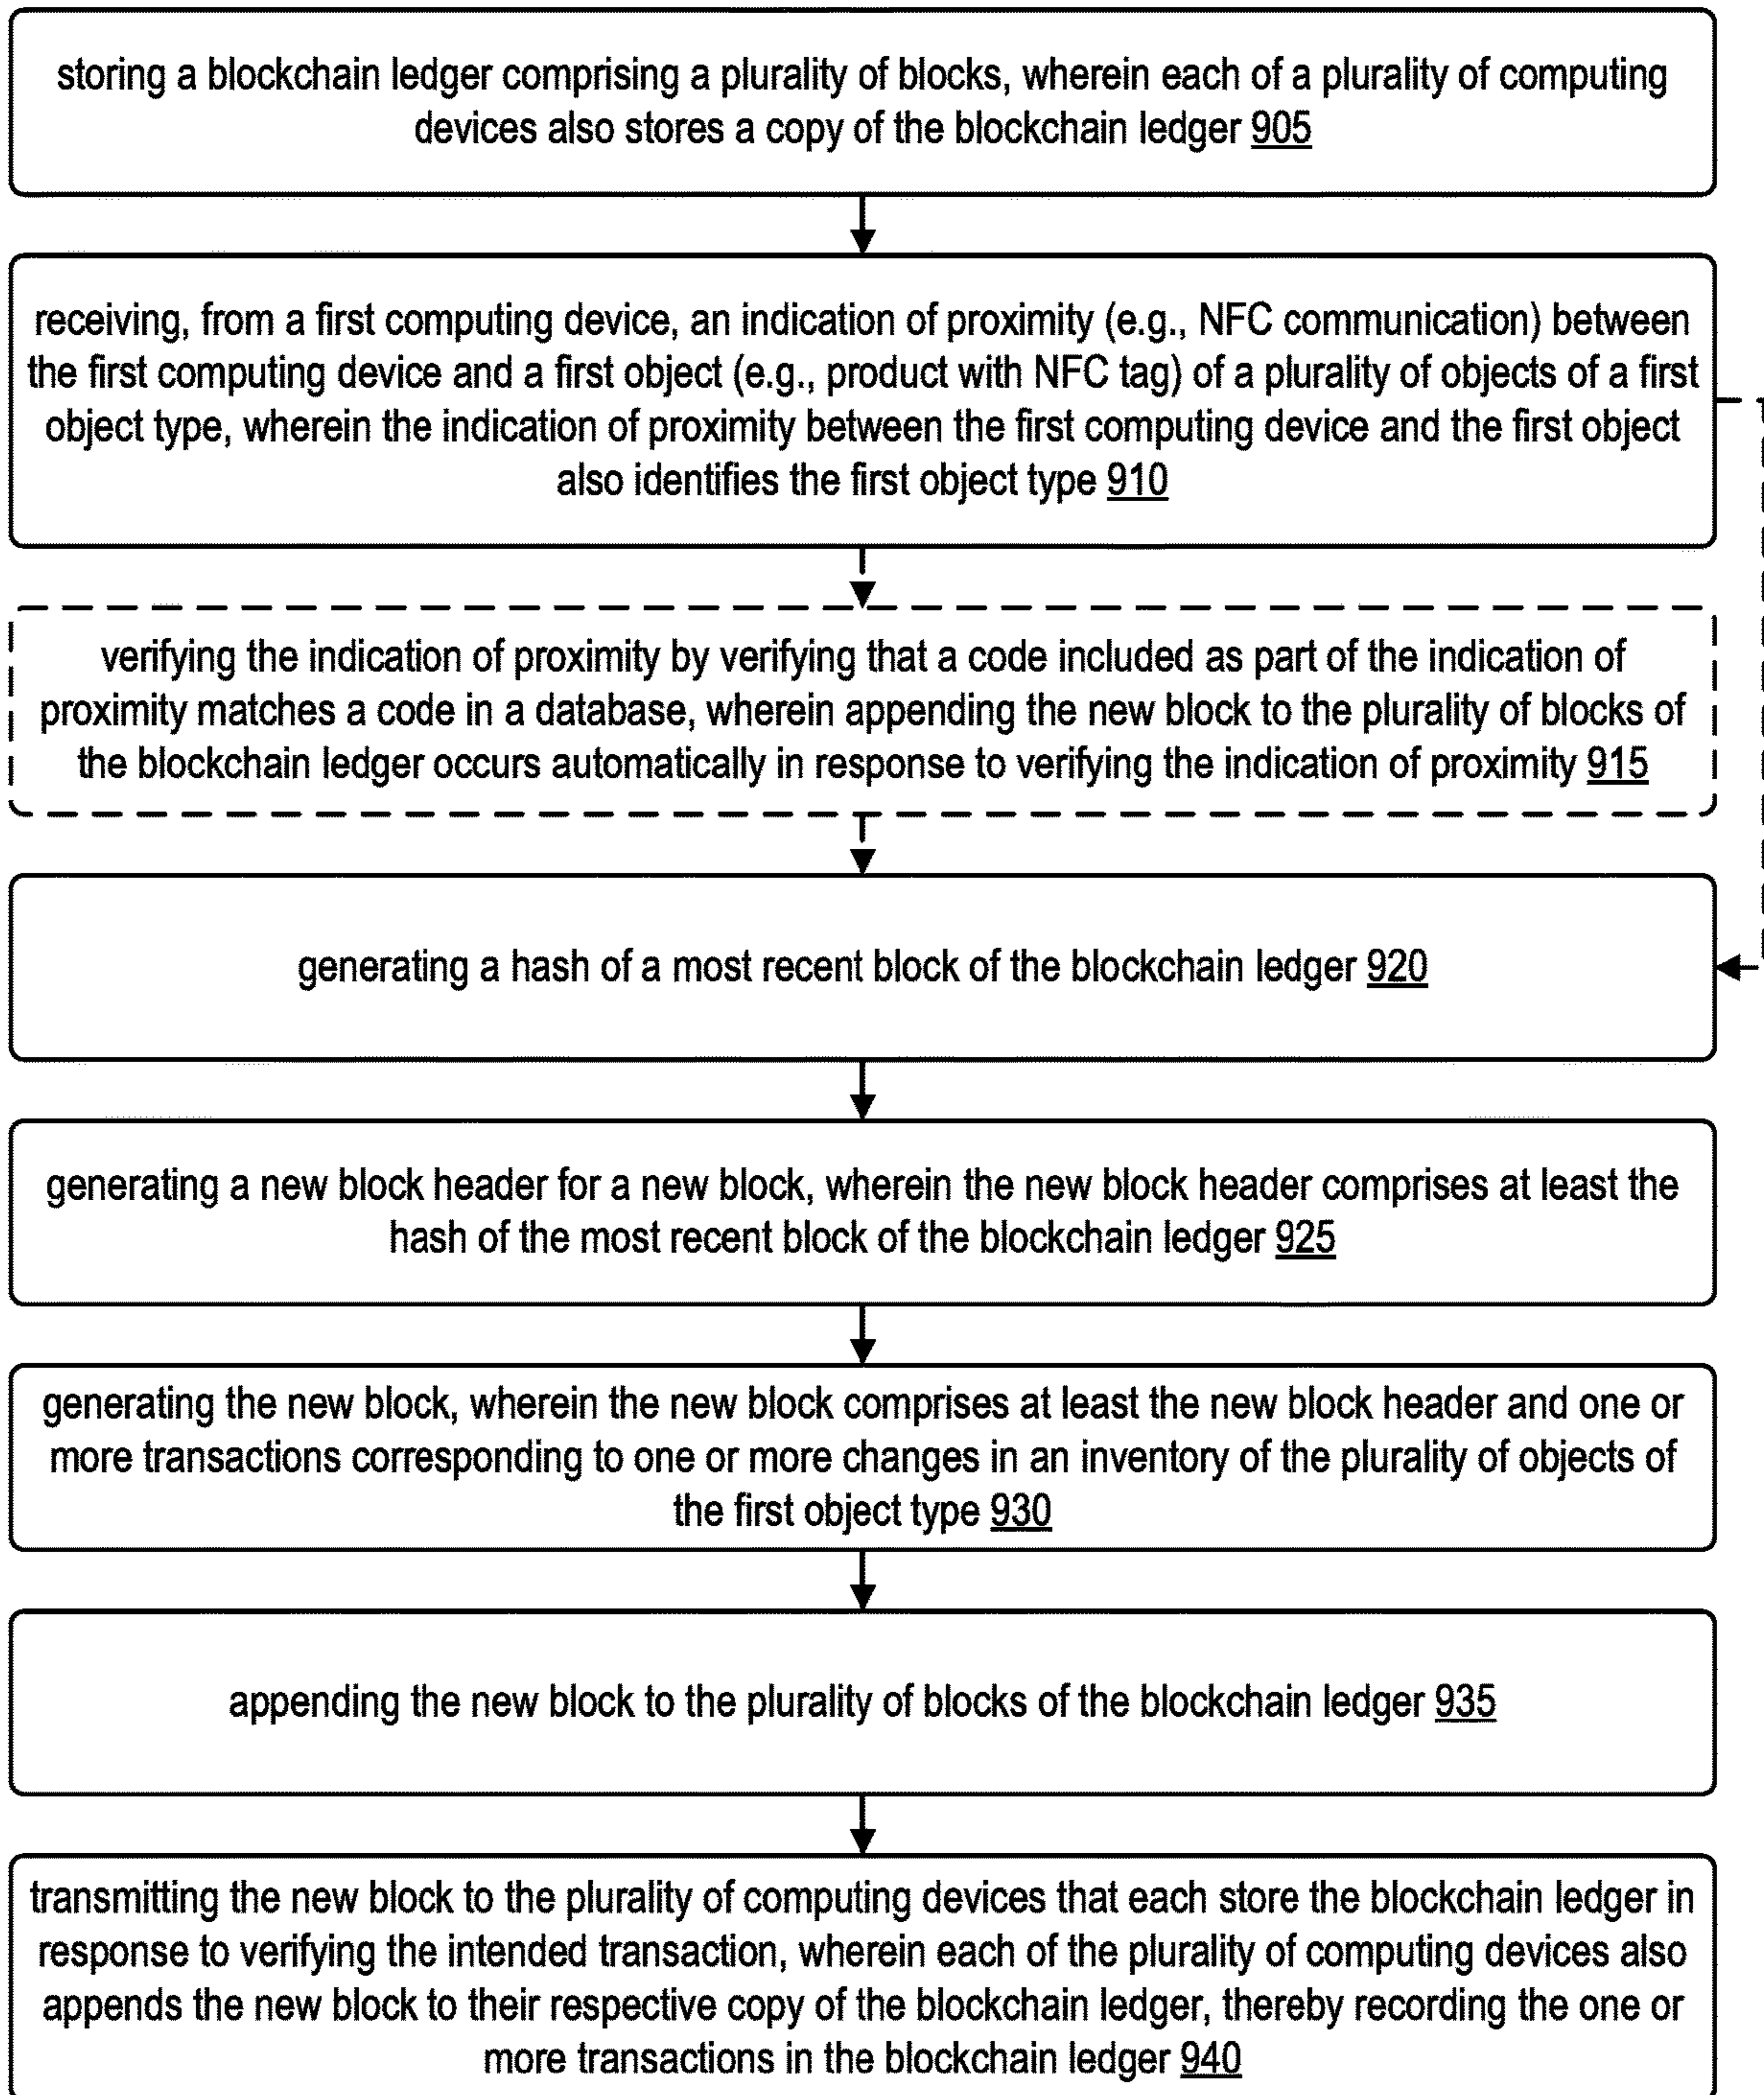 storing a blockchain ledger comprising a plurality of blocks, wherein each of a plurality of computing
devices also stores a copy of the blockchain ledger 905
receiving, from a first computing device, an indication of proximity (e.g., NFC communication) between
the first computing device and a first object (e.g., product with NFC tag) of a plurality of objects of a first
object type, wherein the indication of proximity between the first computing device and the first object
also identifies the first object type 910
verifying the indication of proximity by verifying that a code included as part of the indication of
proximity matches a code in a database, wherein appending the new block to the plurality of blocks of
the blockchain ledger occurs automatically in response to verifying the indication of proximity 915
generating a hash of a most recent block of the blockchain ledger 920
generating a new block header for a new block, wherein the new block header comprises at least the
hash of the most recent block of the blockchain ledger 925
generating the new block, wherein the new block comprises at least the new block header and one or
more transactions corresponding to one or more changes in an inventory of the plurality of objects of
the first object type 930
appending the new block to the plurality of blocks of the blockchain ledger 935
transmitting the new block to the plurality of computing devices that each store the blockchain ledger in
response to verifying the intended transaction, wherein each of the plurality of computing devices also
appends the new block to their respective copy of the blockchain ledger, thereby recording the one or
more transactions in the blockchain ledger 940